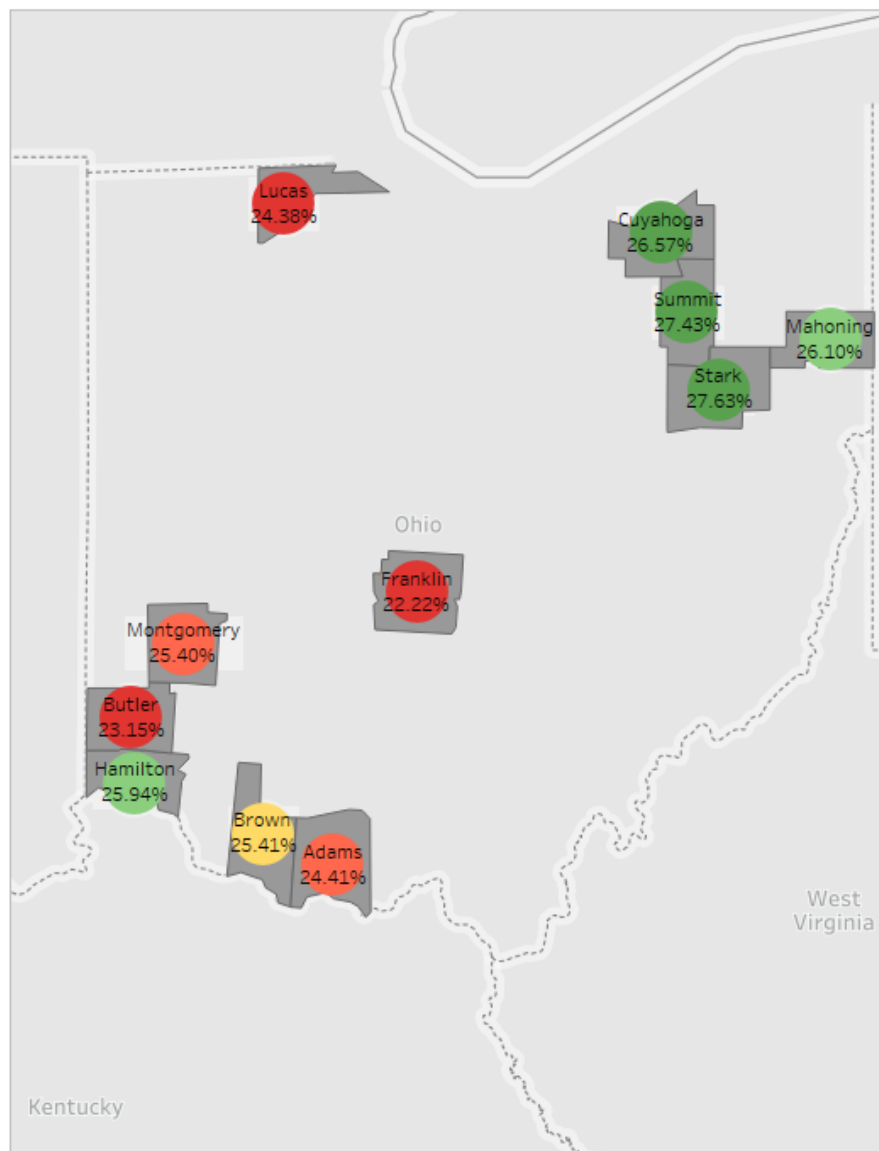 Lucas
24.38%
Cuyahoga
26.57%
Summit
27.43%
Mahoning
26.10%
Stark
27.63%
Ohio
Franklin
22.22%
Montgomery
25.40%
Butler
23.15%
Hamilton
25.94%
Brown
25.41%
Adams
24.41%
West
Virginia
Kentucky